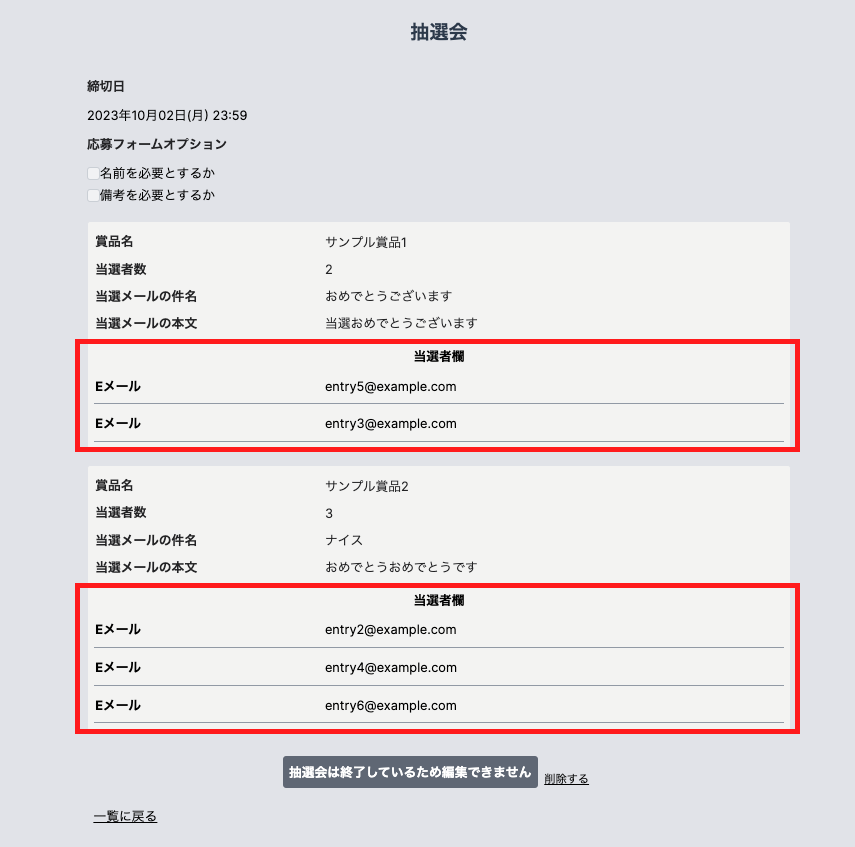 抽選会
締切日
2023年10月02日(月) 23:59
応募フォームオプション
名前を必要とするか
備考を必要とするか
賞品名 サンプル賞品1
当選者数 2
当選メールの件名 おめでとうございます
当選メールの本文 当選おめでとうございます
当選者欄
Eメール entry5@example.com
Eメール entry3@example.com
賞品名 サンプル賞品2
当選者数 3
当選メールの件名 ナイス
当選メールの本文 おめでとうおめでとうです
当選者欄
Eメール entry2@example.com
Eメール entry4@example.com
Eメール entry6@example.com
抽選会は終了しているため編集できません 削除する
一覧に戻る